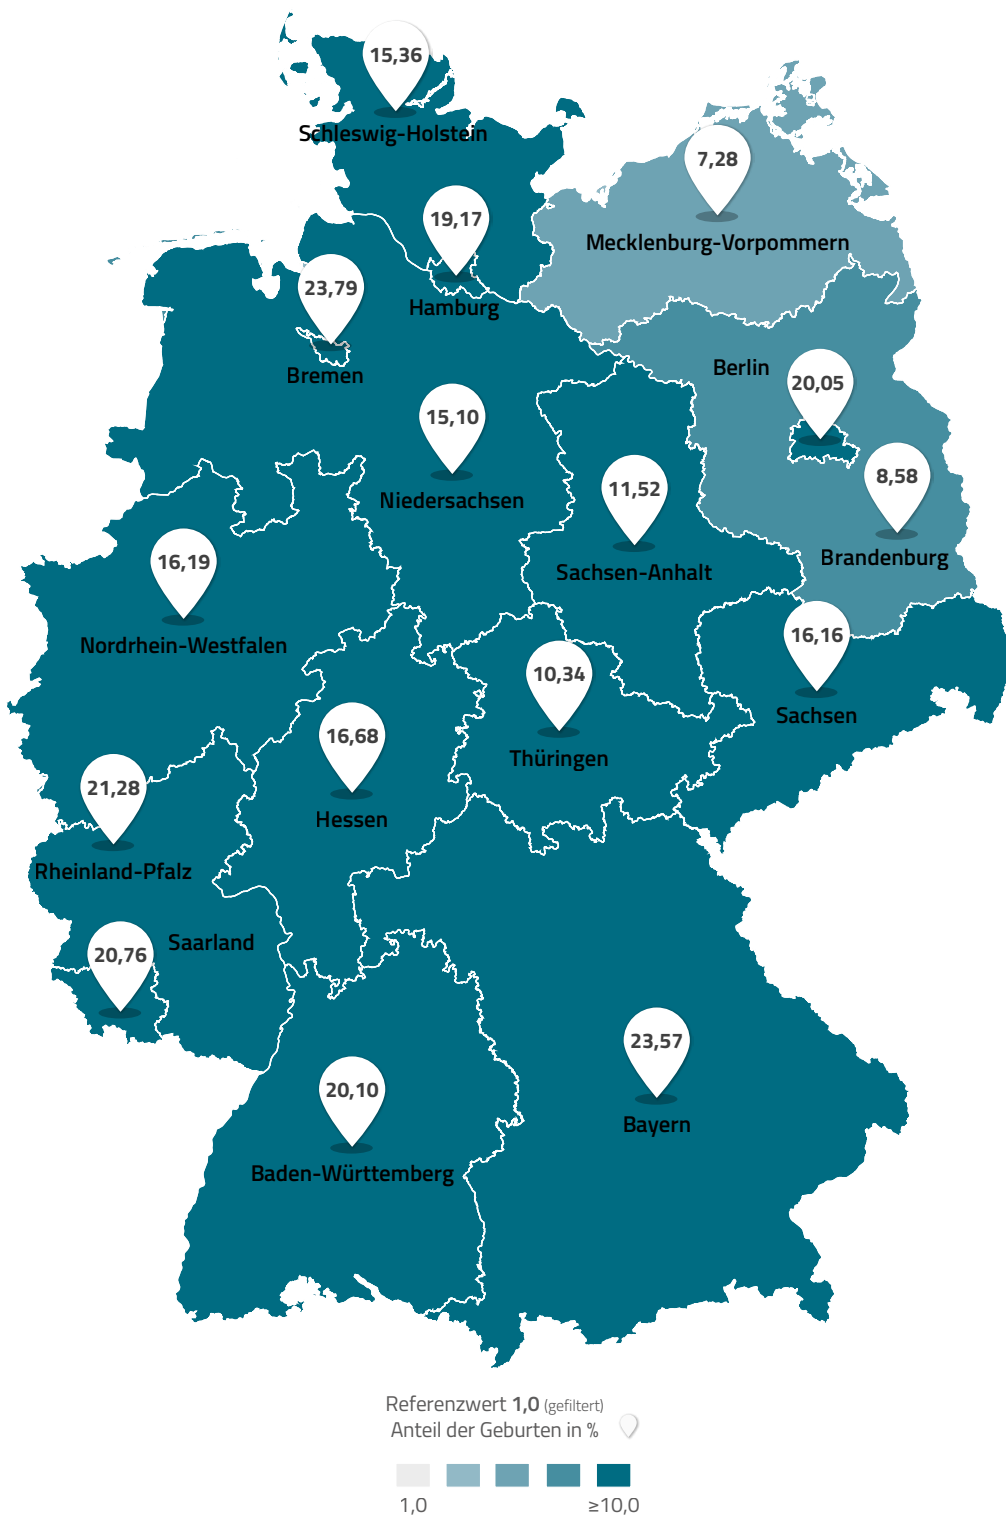 15,36
Schleswig-Holstein
7,28
Mecklenburg-Vorpommern
19,17
Hamburg
23,79
Bremen
Berlin
20,05
15,10
Niedersachsen
11,52
Sachsen-Anhalt
8,58
Brandenburg
16,19
Nordrhein-Westfalen
16,16
Sachsen
10,34
Thüringen
16,68
Hessen
21,28
Rheinland-Pfalz
Saarland
20,76
23,57
Bayern
20,10
Baden-Württemberg
Referenzwert 1,0 (gefiltert)
Anteil der Geburten in %
1,0 ≥10,0